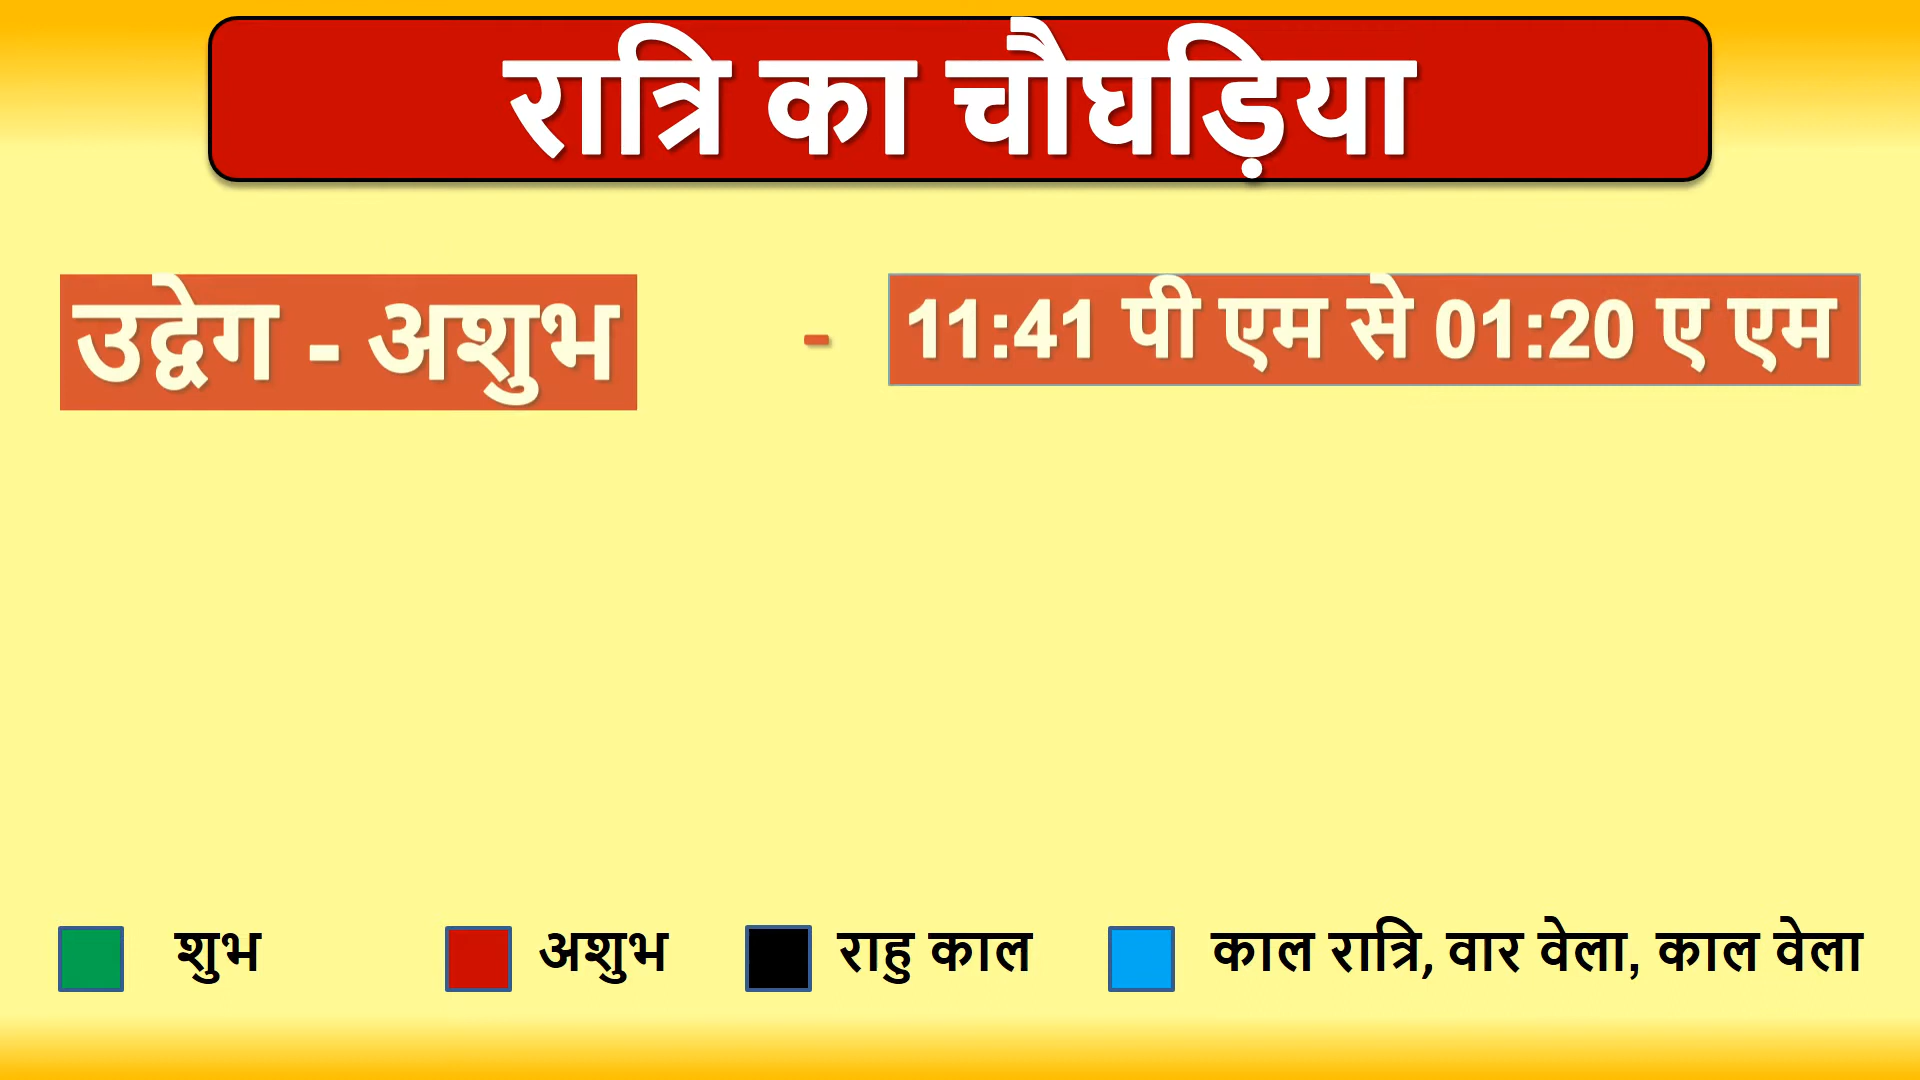 रात्रि का चौघड़िया
उद्वेग - अशुभ - 11:41 पी एम से 01:20 ए एम
शुभ अशुभ राहु काल काल रात्रि, वार वेला, काल वेला